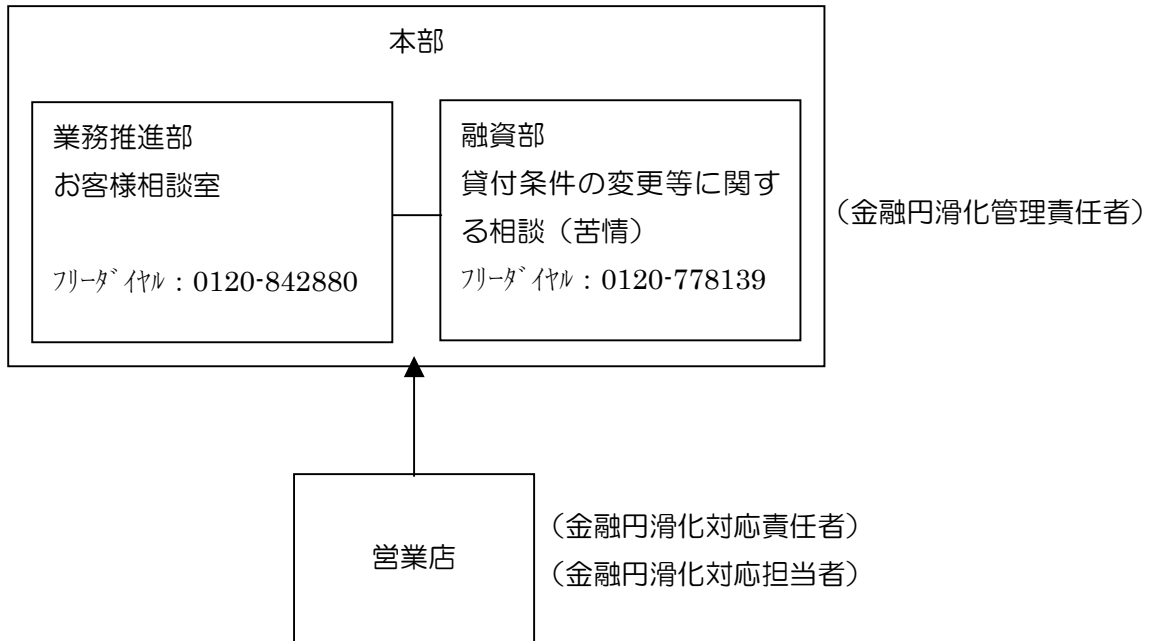 本部
業務推進部
お客様相談室
ﾌﾘｰﾀﾞｲﾔﾙ：0120-842880
融資部
貸付条件の変更等に関す
る相談（苦情）
ﾌﾘｰﾀﾞｲﾔﾙ：0120-778139
（金融円滑化管理責任者）
営業店
（金融円滑化対応責任者）
（金融円滑化対応担当者）